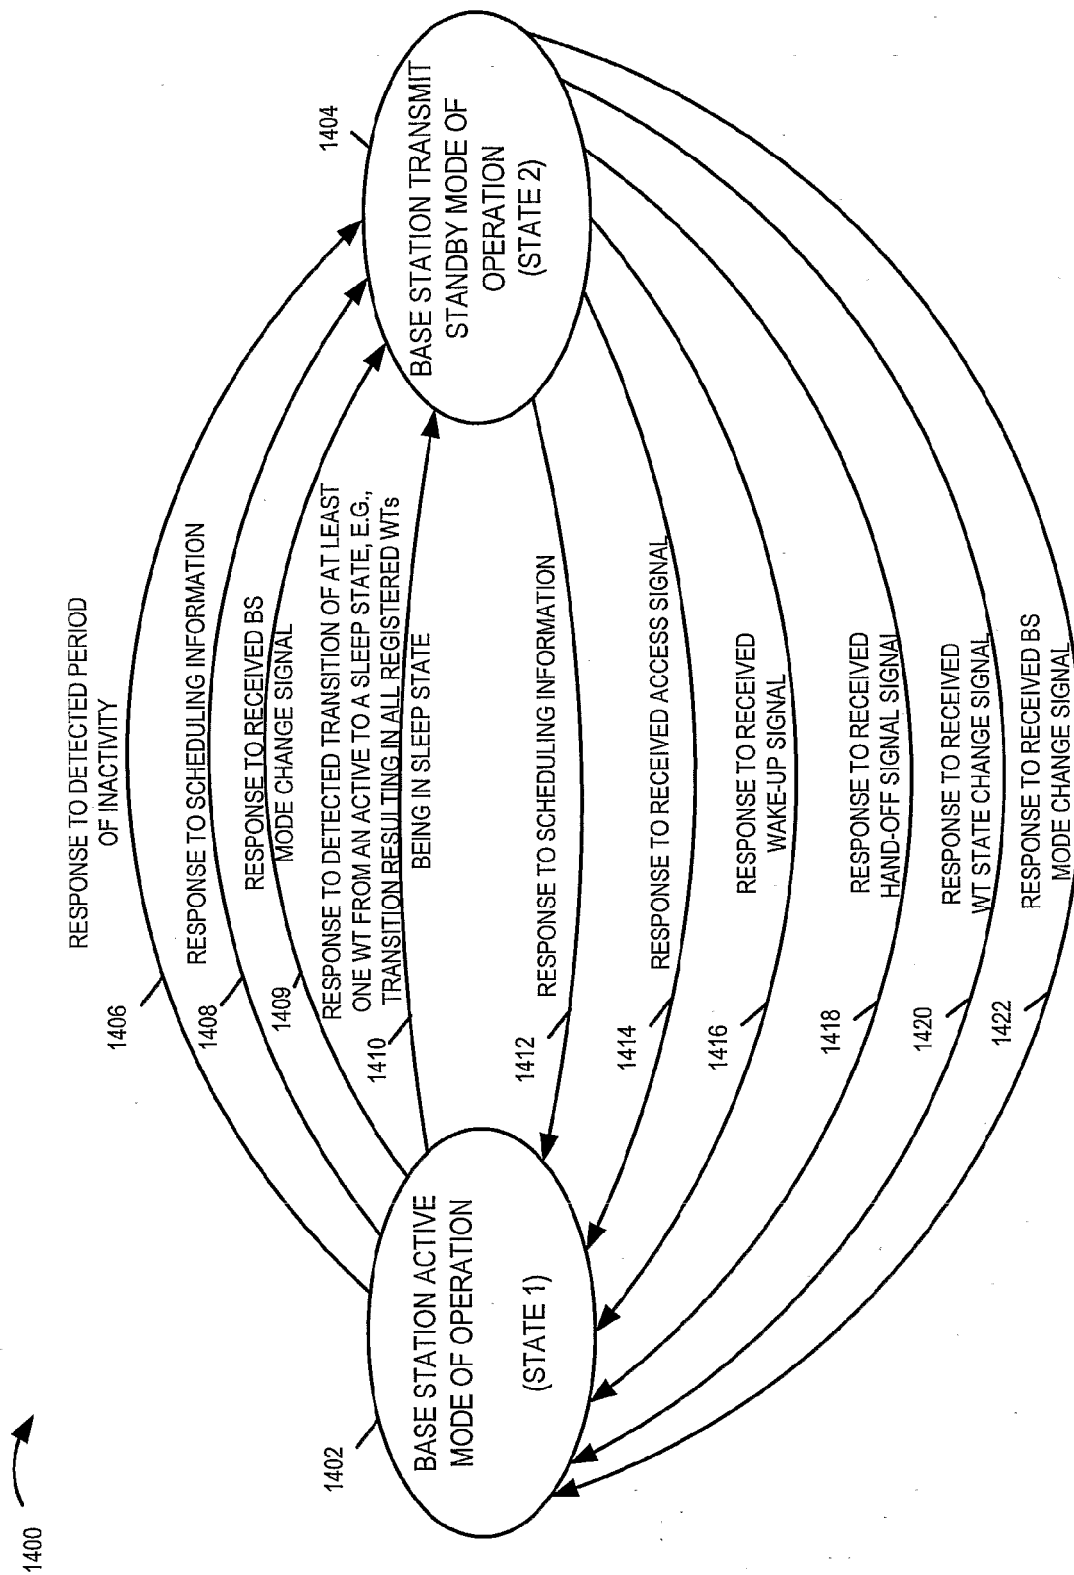 1400
RESPONSE TO DETECTED PERIOD
OF INACTIVITY
1406
RESPONSE TO SCHEDULING INFORMATION
1408
RESPONSE TO RECEIVED BS
MODE CHANGE SIGNAL
1409
RESPONSE TO DETECTED TRANSITION OF AT LEAST
ONE WT FROM AN ACTIVE TO A SLEEP STATE, E.G.,
TRANSITION RESULTING IN ALL REGISTERED WTs
BEING IN SLEEP STATE
1410
1402
BASE STATION ACTIVE
MODE OF OPERATION
(STATE 1)
1404
BASE STATION TRANSMIT
STANDBY MODE OF
OPERATION
(STATE 2)
RESPONSE TO SCHEDULING INFORMATION
1412
RESPONSE TO RECEIVED ACCESS SIGNAL
1414
RESPONSE TO RECEIVED
WAKE-UP SIGNAL
1416
RESPONSE TO RECEIVED
HAND-OFF SIGNAL SIGNAL
1418
RESPONSE TO RECEIVED
WT STATE CHANGE SIGNAL
1420
RESPONSE TO RECEIVED BS
MODE CHANGE SIGNAL
1422